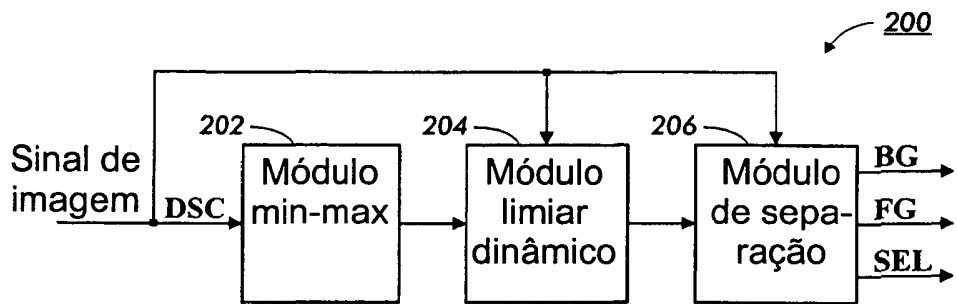 200
202
204
206
Sinal de
imagem
DSC
Módulo
min-max
Módulo
limiar
dinâmico
Módulo
de sepa-
ração
BG
FG
SEL